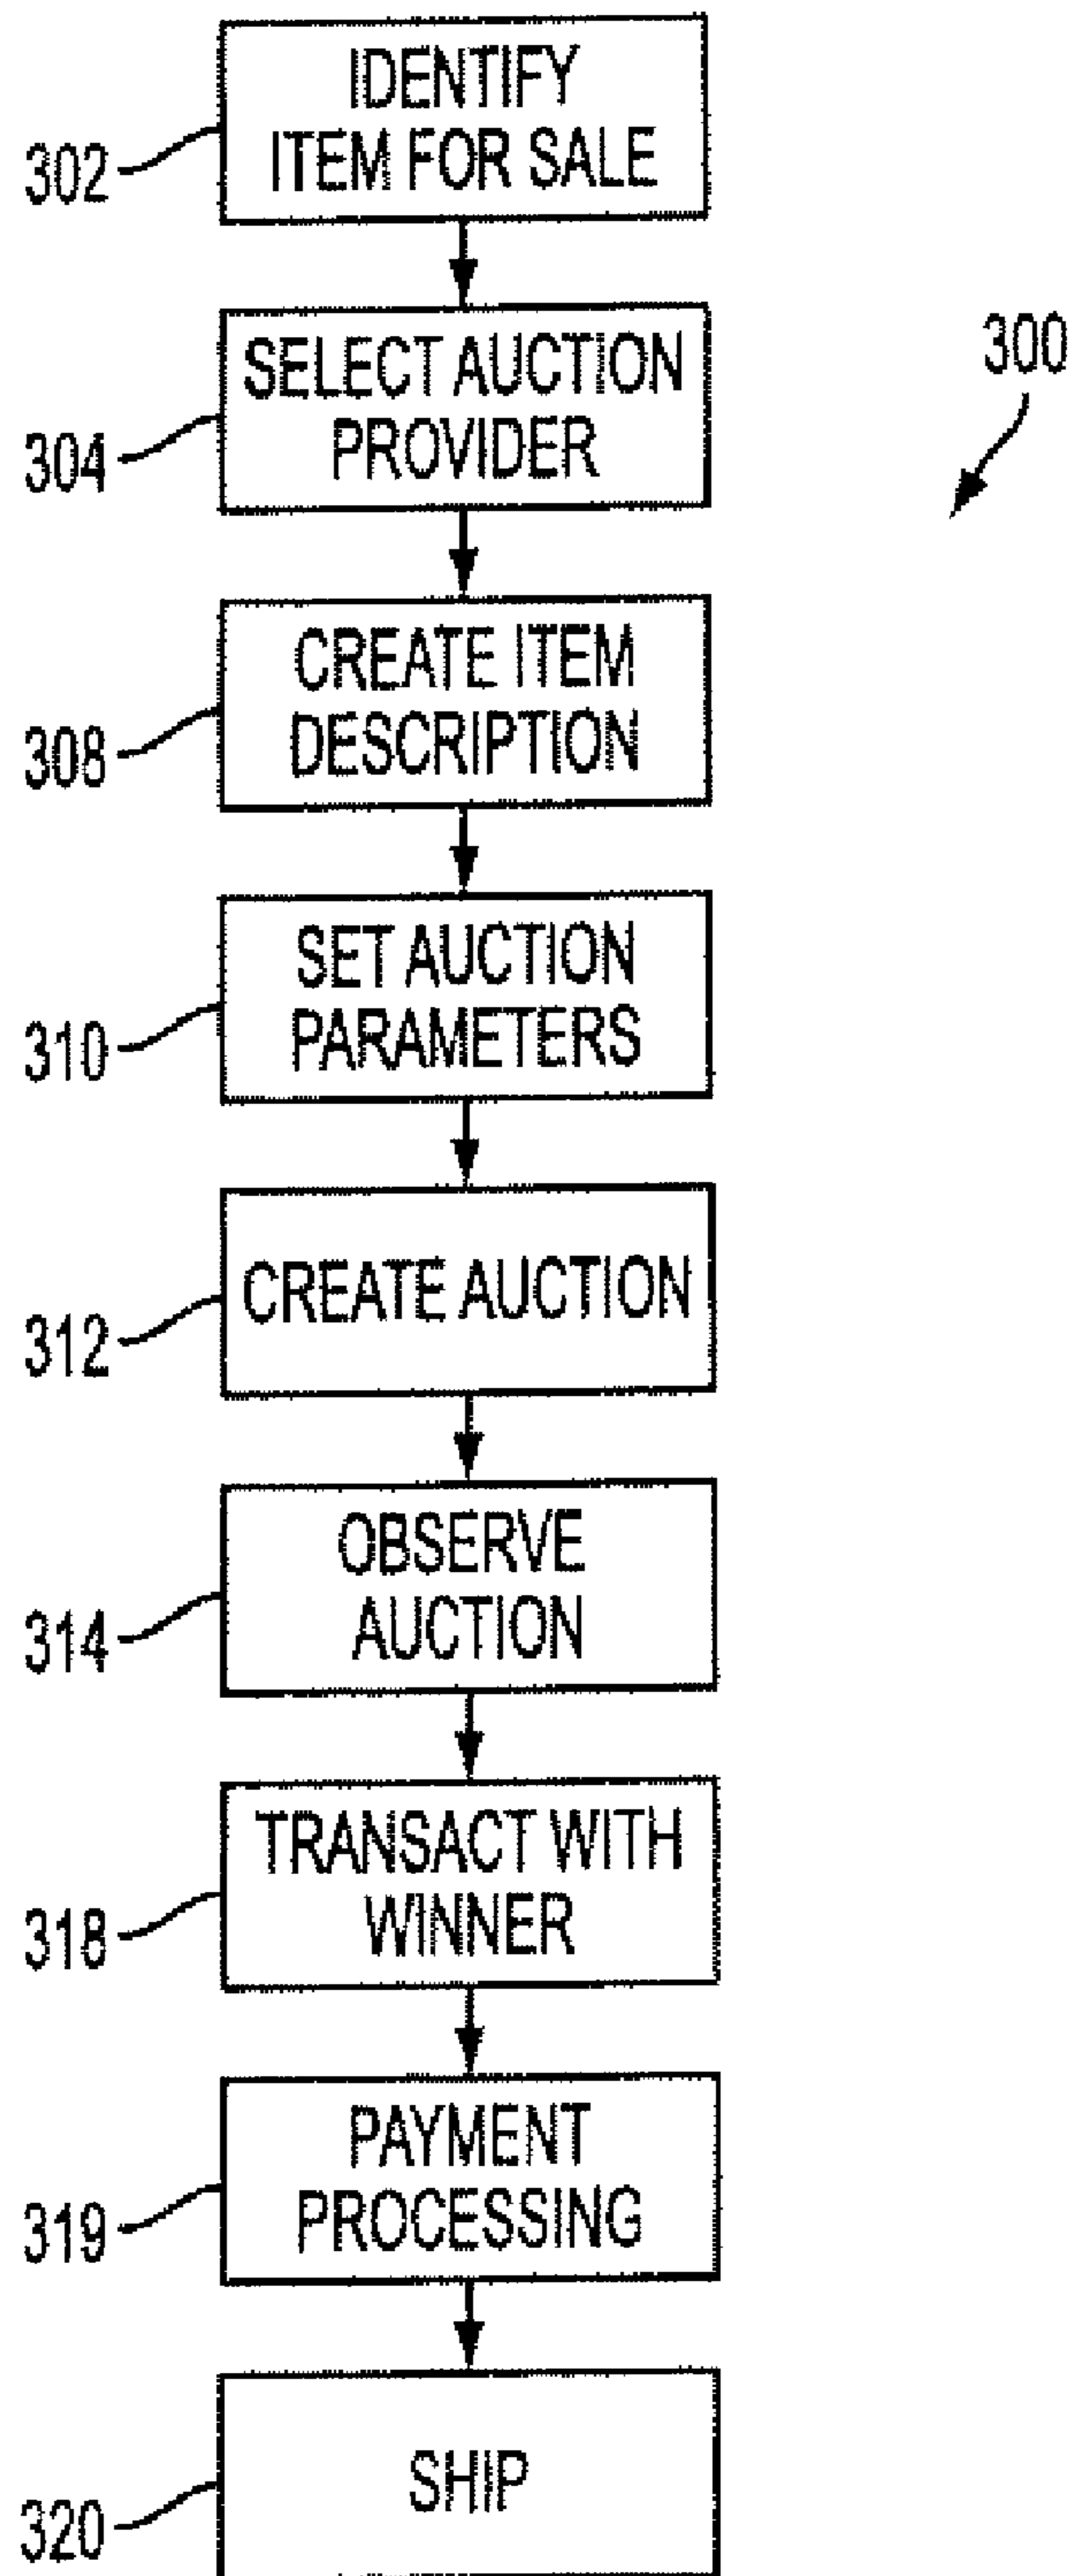 IDENTIFY
ITEM FOR SALE
302
SELECT AUCTION
PROVIDER
304
300
CREATE ITEM
DESCRIPTION
308
SET AUCTION
PARAMETERS
310
CREATE AUCTION
312
OBSERVE
AUCTION
314
TRANSACT WITH
WINNER
318
PAYMENT
PROCESSING
319
SHIP
320